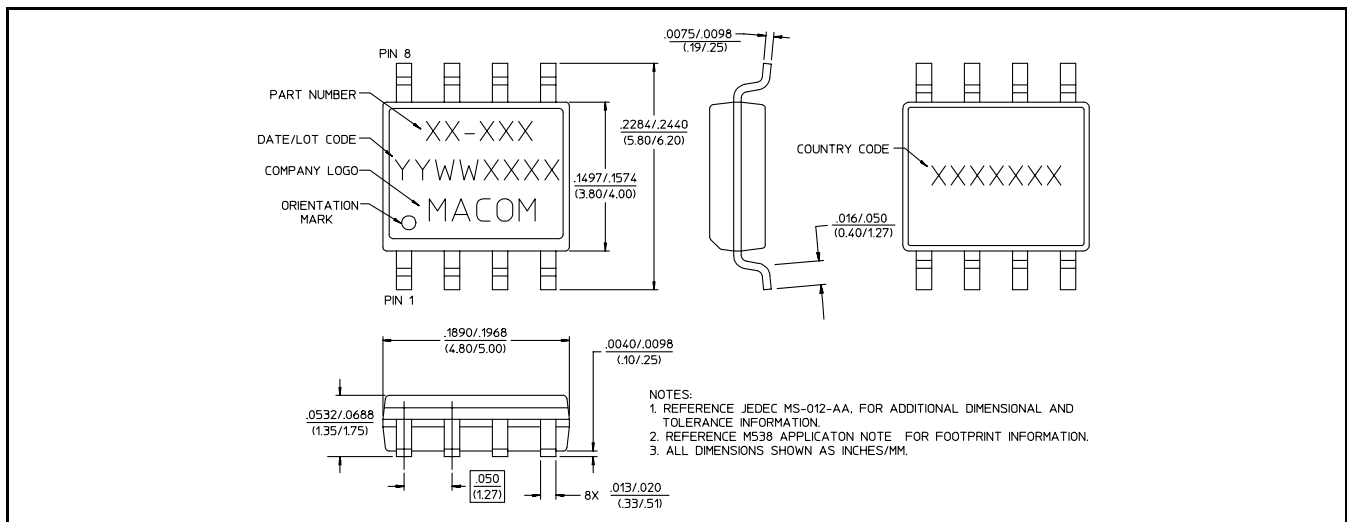 PIN 8
PART NUMBER
XX-XXX
DATE/LOT CODE
YYWWXXXX
COMPANY LOGO
MACOM
ORIENTATION
MARK
PIN 1
.1497/.1574
(3.80/4.00)
.2284/.2440
(5.80/6.20)
.0075/.0098
(.19/.25)
.016/.050
(0.40/1.27)
COUNTRY CODE
XXXXXXX
.1890/.1968
(4.80/5.00)
.0040/.0098
(.10/.25)
.0532/.0688
(1.35/1.75)
.050
(1.27)
8X .013/.020
(.33/.51)
NOTES:
1. REFERENCE JEDEC MS-012-AA, FOR ADDITIONAL DIMENSIONAL AND
TOLERANCE INFORMATION.
2. REFERENCE M538 APPLICATON NOTE FOR FOOTPRINT INFORMATION.
3. ALL DIMENSIONS SHOWN AS INCHES/MM.